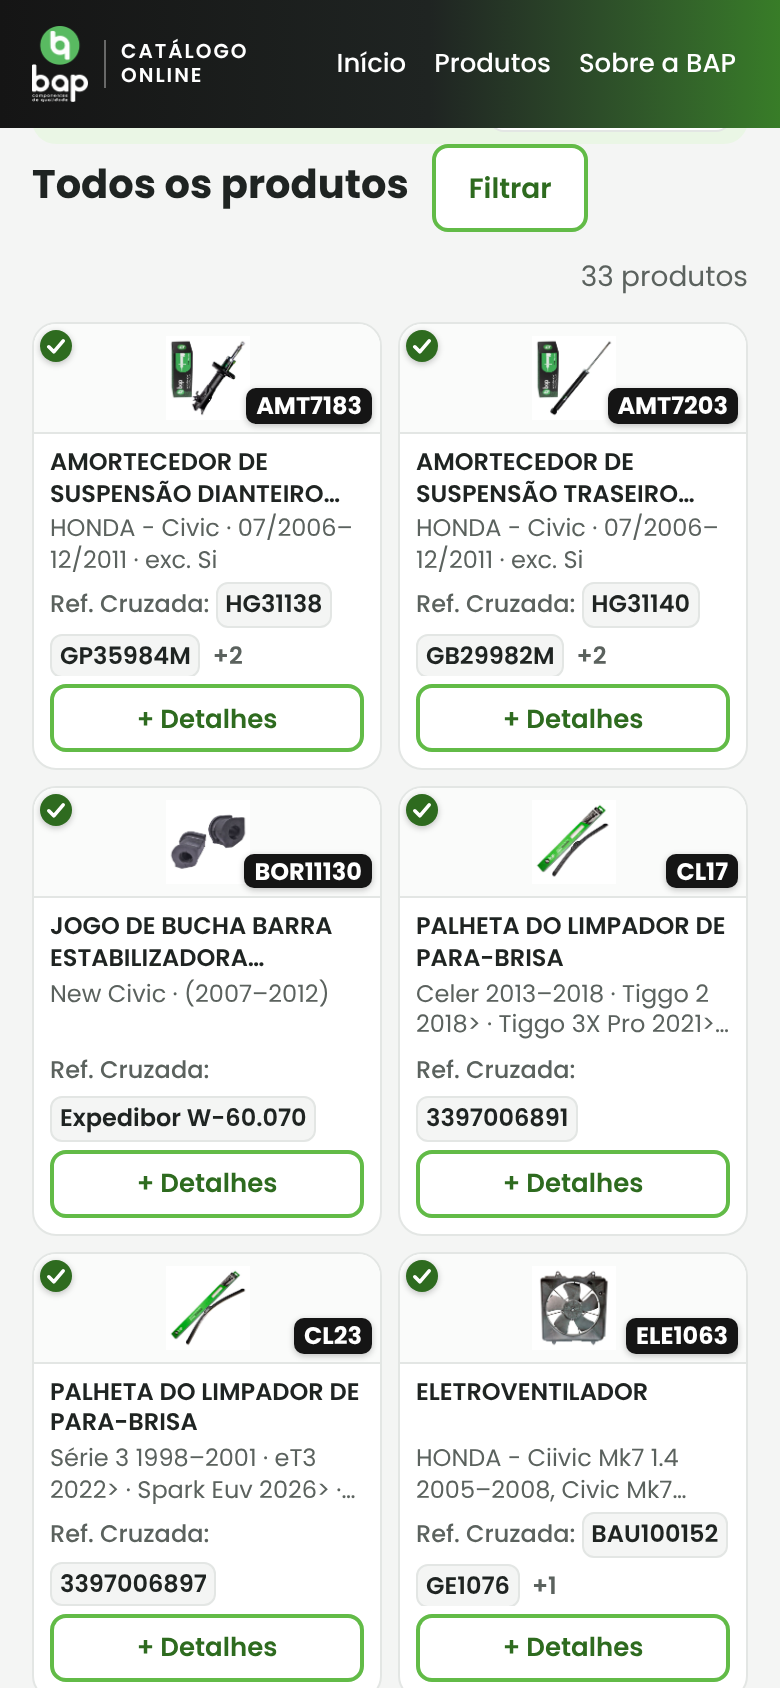 bap
componentes
de qualidade
CATÁLOGO
ONLINE
Início
Produtos
Sobre a BAP
Todos os produtos
Filtrar
33 produtos
AMT7183
AMORTECEDOR DE
SUSPENSÃO DIANTEIRO...
HONDA - Civic · 07/2006–
12/2011 · exc. Si
Ref. Cruzada: HG31138
GP35984M +2
+ Detalhes
AMT7203
AMORTECEDOR DE
SUSPENSÃO TRASEIRO...
HONDA - Civic · 07/2006–
12/2011 · exc. Si
Ref. Cruzada: HG31140
GB29982M +2
+ Detalhes
BOR11130
JOGO DE BUCHA BARRA
ESTABILIZADORA...
New Civic · (2007–2012)
Ref. Cruzada:
Expedibor W-60.070
+ Detalhes
CL17
PALHETA DO LIMPADOR DE
PARA-BRISA
Celer 2013–2018 · Tiggo 2
2018> · Tiggo 3X Pro 2021>...
Ref. Cruzada:
3397006891
+ Detalhes
CL23
PALHETA DO LIMPADOR DE
PARA-BRISA
Série 3 1998–2001 · eT3
2022> · Spark Euv 2026> ·...
Ref. Cruzada:
3397006897
+ Detalhes
ELE1063
ELETROVENTILADOR
HONDA - Ciivic Mk7 1.4
2005–2008, Civic Mk7...
Ref. Cruzada: BAU100152
GE1076 +1
+ Detalhes